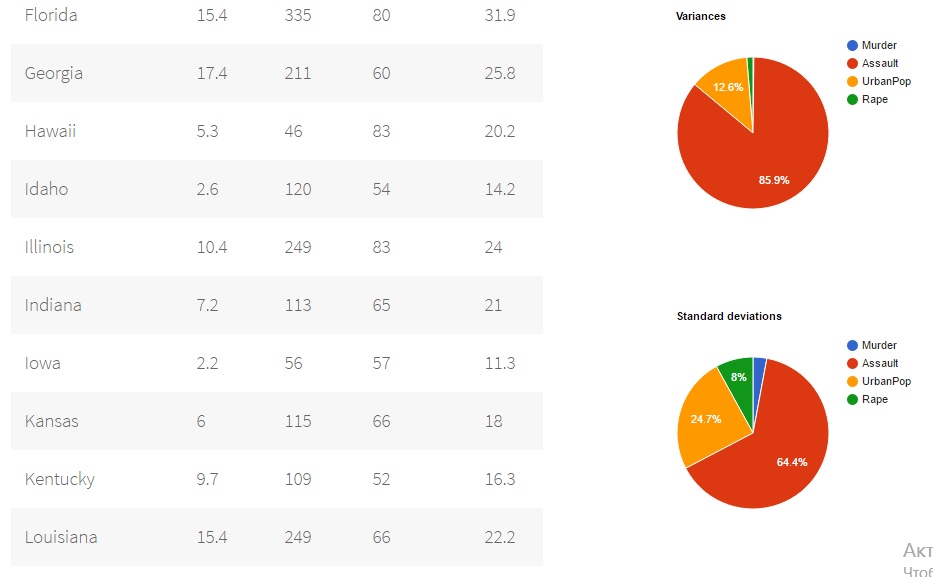 Florida 15.4 335 80 31.9
Georgia 17.4 211 60 25.8
Hawaii 5.3 46 83 20.2
Idaho 2.6 120 54 14.2
Illinois 10.4 249 83 24
Indiana 7.2 113 65 21
Iowa 2.2 56 57 11.3
Kansas 6 115 66 18
Kentucky 9.7 109 52 16.3
Louisiana 15.4 249 66 22.2
Variances
Murder
Assault
UrbanPop
Rape
12.6%
85.9%
Standard deviations
Murder
Assault
UrbanPop
Rape
8%
24.7%
64.4%
Акт
Чтоб